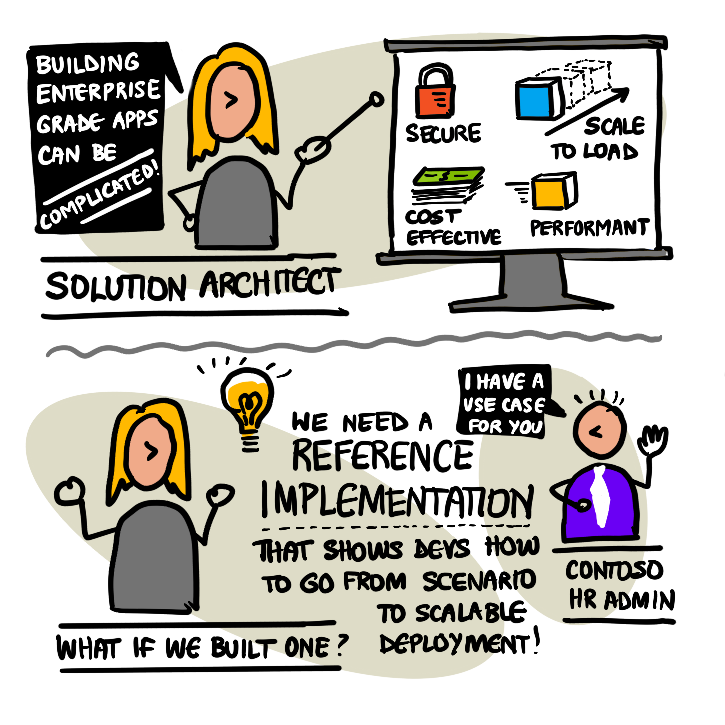 BUILDING
ENTERPRISE
GRADE APPS
CAN BE
COMPLICATED!
SOLUTION ARCHITECT
SECURE
SCALE
TO LOAD
COST
EFFECTIVE
PERFORMANT
WE NEED A
REFERENCE
IMPLEMENTATION
THAT SHOWS DEVS HOW
TO GO FROM SCENARIO
TO SCALABLE
DEPLOYMENT!
I HAVE A
USE CASE
FOR YOU
CONTOSO
HR ADMIN
WHAT IF WE BUILT ONE?